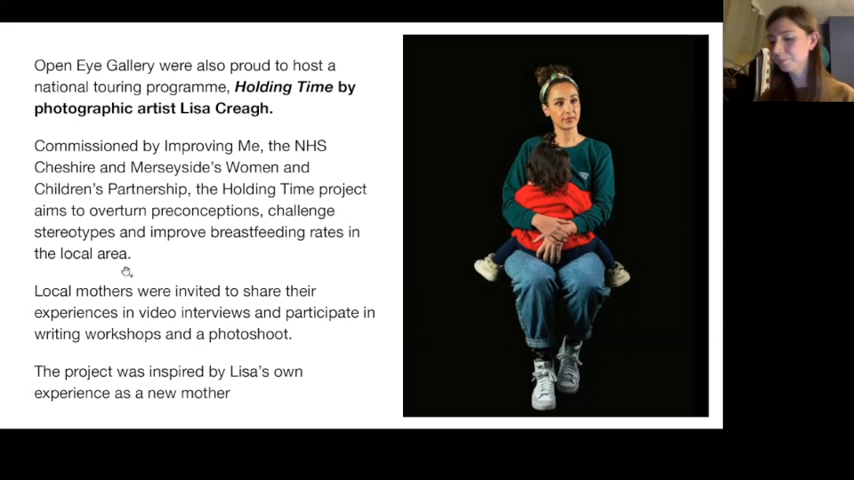 Open Eye Gallery were also proud to host a
national touring programme, Holding Time by
photographic artist Lisa Creagh.
Commissioned by Improving Me, the NHS
Cheshire and Merseyside's Women and
Children's Partnership, the Holding Time project
aims to overturn preconceptions, challenge
stereotypes and improve breastfeeding rates in
the local area.
Local mothers were invited to share their
experiences in video interviews and participate in
writing workshops and a photoshoot.
The project was inspired by Lisa's own
experience as a new mother